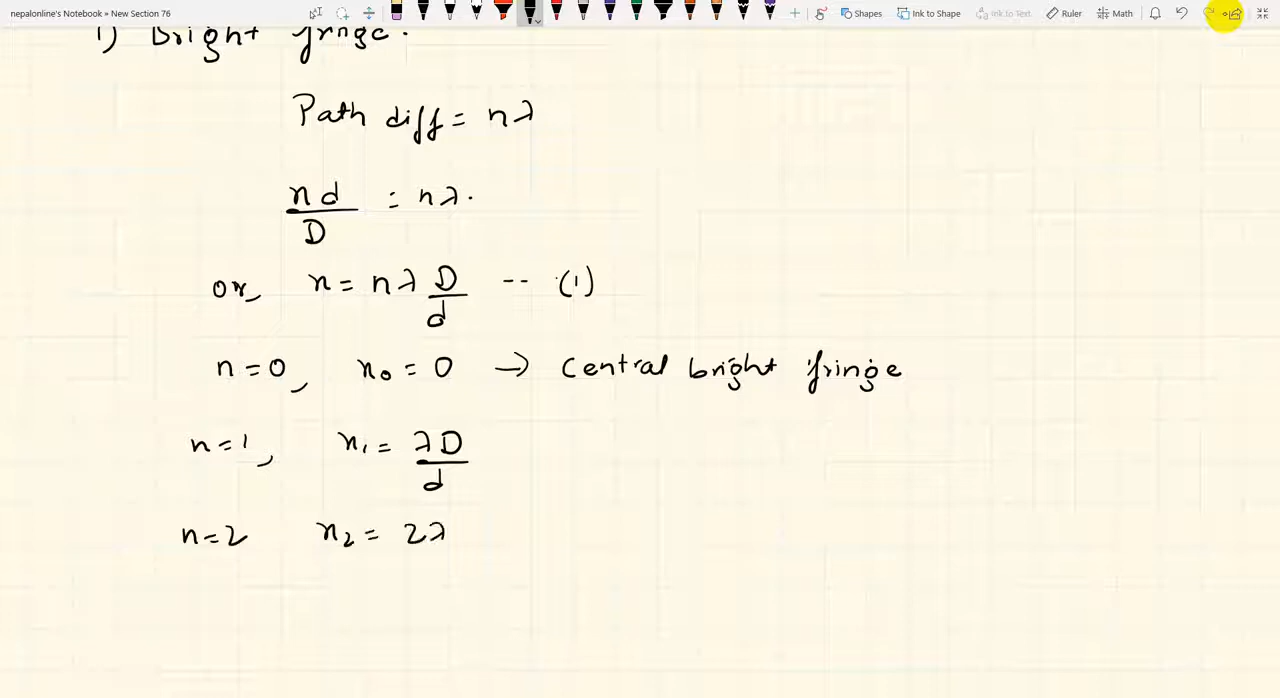 nepalonline's Notebook » New Section 76
Shapes Ink to Shape Ink to Text Ruler Math
1) Bright fringe.
Path diff = nλ
xd/D = nλ.
or, x = nλ D/d -- (1)
n=0, x₀ = 0 → Central bright fringe
n=1, x₁ = λD/d
n=2 x₂ = 2λ